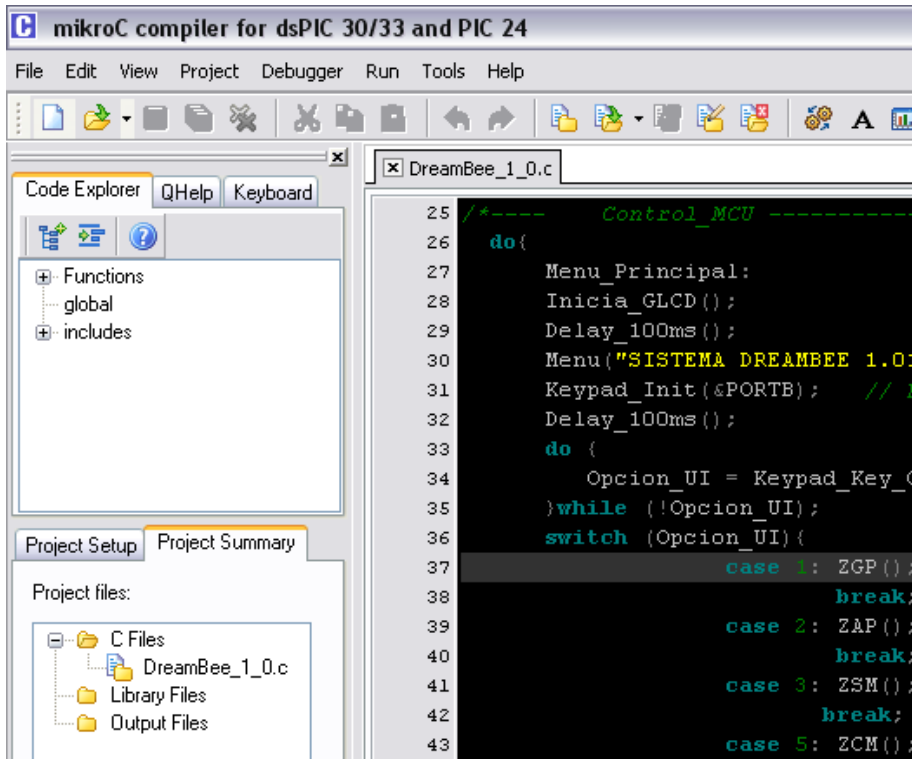 mikroC compiler for dsPIC 30/33 and PIC 24
File Edit View Project Debugger Run Tools Help
Code Explorer QHelp Keyboard
Functions
global
includes
Project Setup Project Summary
Project files:
C Files
DreamBee_1_0.c
Library Files
Output Files
DreamBee_1_0.c
25 /*---- Control_MCU -----------
26 do{
27 Menu_Principal:
28 Inicia_GLCD();
29 Delay_100ms();
30 Menu("SISTEMA DREAMBEE 1.01
31 Keypad_Init(&PORTB); //
32 Delay_100ms();
33 do {
34 Opcion_UI = Keypad_Key_
35 }while (!Opcion_UI);
36 switch (Opcion_UI){
37 case 1: ZGP();
38 break;
39 case 2: ZAP();
40 break;
41 case 3: ZSM();
42 break;
43 case 5: ZCM();